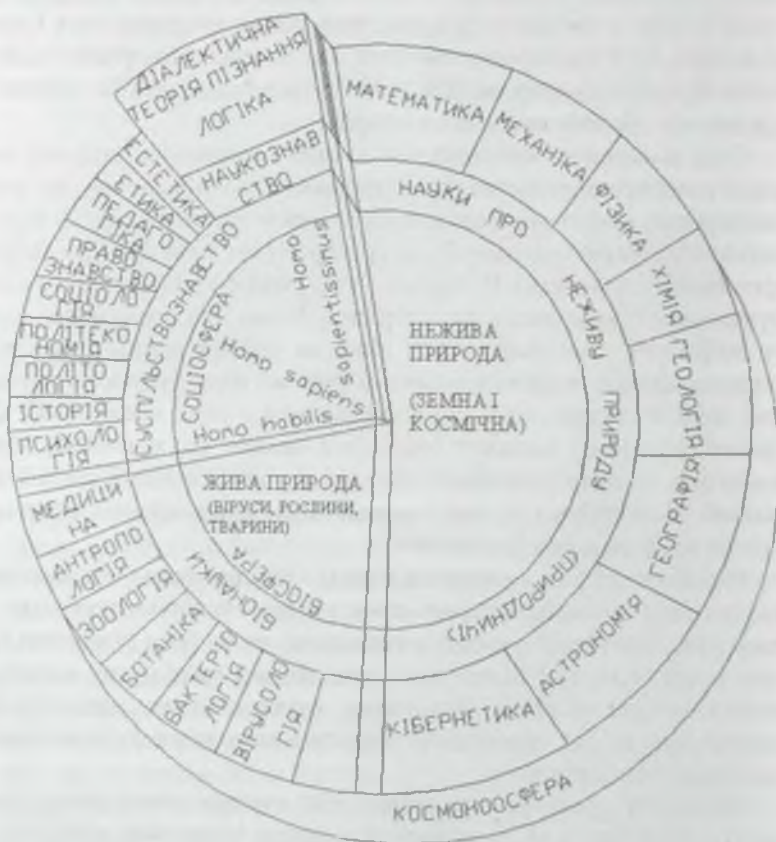 ДІАЛЕКТИЧНА
ТЕОРІЯ ПІЗНАННЯ
ЛОГІКА
НАУКОЗНАВ
СТВО
МАТЕМАТИКА
МЕХАНІКА
ФІЗИКА
ХІМІЯ
ГЕОЛОГІЯ
ГЕОГРАФІЯ
АСТРОНОМІЯ
КІБЕРНЕТИКА
КОСМОНООСФЕРА
НАУКИ ПРО
НЕЖИВУ
ПРИРОДУ
(ПРИРОДНИЧІ)
НЕЖИВА
ПРИРОДА
(ЗЕМНА І
КОСМІЧНА)
ЕСТЕТИКА
ЕТИКА
ПЕДАГО
ГІКА
ПРАВО
ЗНАВСТВО
СОЦІОЛО
ГІЯ
ПОЛІТЕКО
НОМІЯ
ПОЛІТО
ЛОГІЯ
ІСТОРІЯ
ПСИХОЛО
ГІЯ
СУСПІЛЬСТВОЗНАВСТВО
СОЦІОСФЕРА
Homo
sapientissinus
Homo sapiens
Homo habilis
ЖИВА ПРИРОДА
(ВІРУСИ, РОСЛИНИ,
ТВАРИНИ)
БІОСФЕРА
БІОНАУКИ
МЕДИЦИ
НА
АНТРОПО
ЛОГІЯ
ЗООЛОГІЯ
БОТАНІКА
БАКТЕРІО
ЛОГІЯ
ВІРУСОЛО
ГІЯ